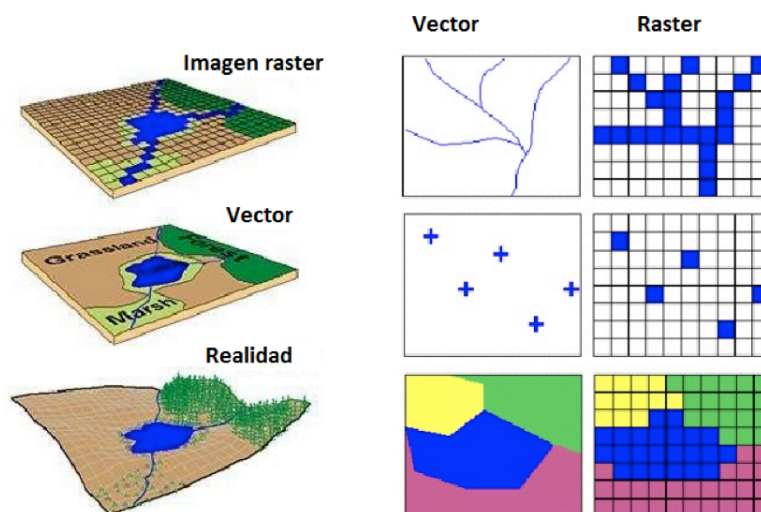 Vector
Raster
Imagen raster
Vector
Grassland
Forest
Marsh
Realidad